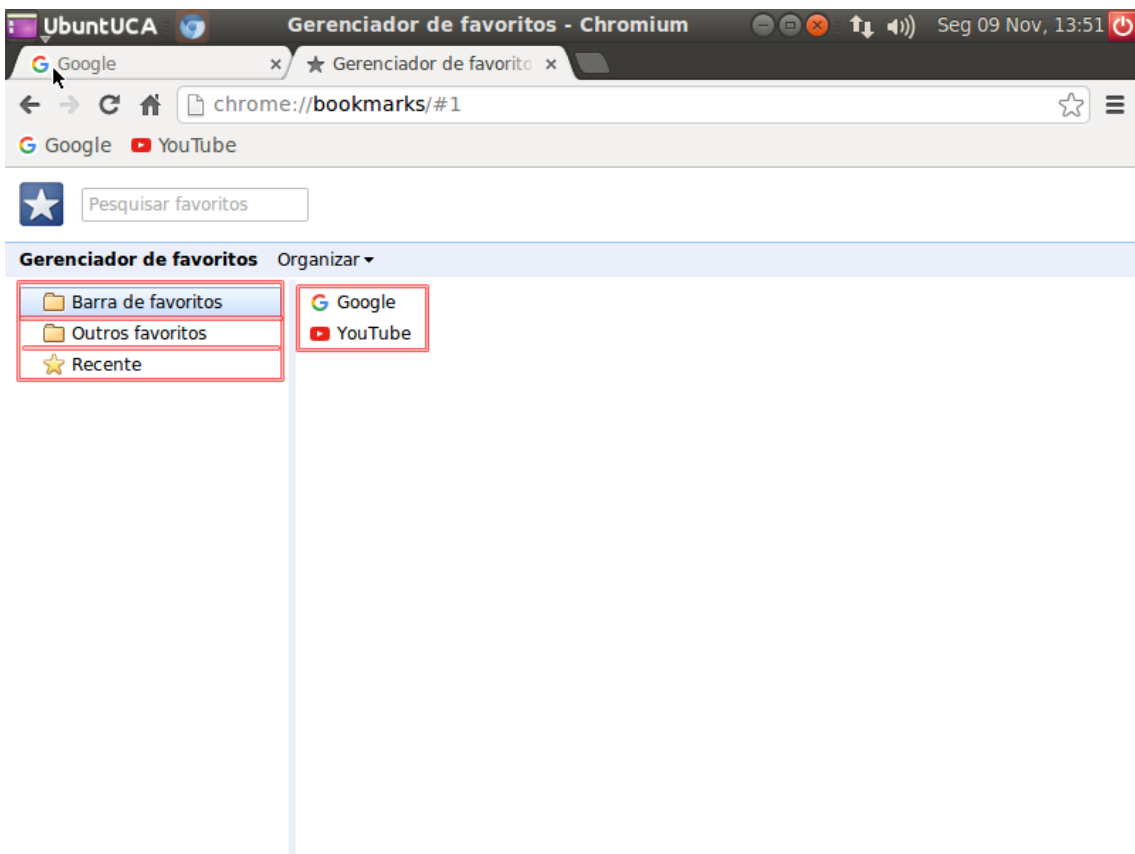 UbuntUCA Gerenciador de favoritos - Chromium Seg 09 Nov, 13:51
Google Gerenciador de favorito
chrome://bookmarks/#1
Google YouTube
Pesquisar favoritos
Gerenciador de favoritos Organizar
Barra de favoritos
Outros favoritos
Recente
Google
YouTube